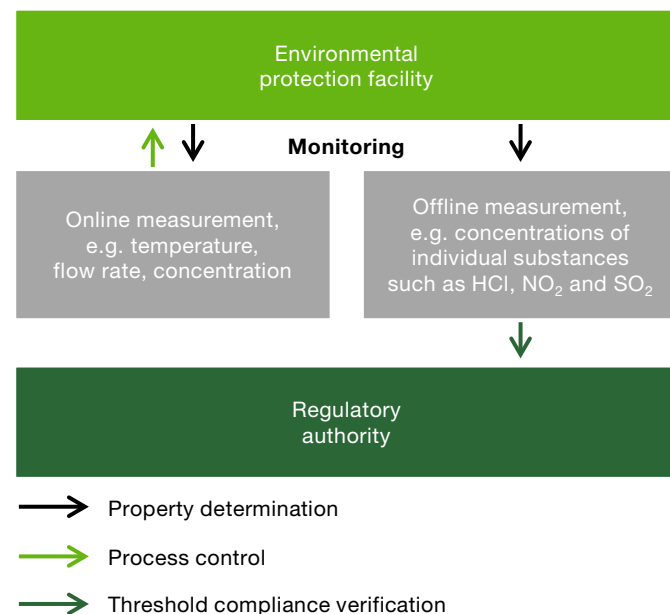 Environmental
protection facility
Monitoring
Online measurement,
e.g. temperature,
flow rate, concentration
Offline measurement,
e.g. concentrations of
individual substances
such as HCl, NO₂ and SO₂
Regulatory
authority
Property determination
Process control
Threshold compliance verification